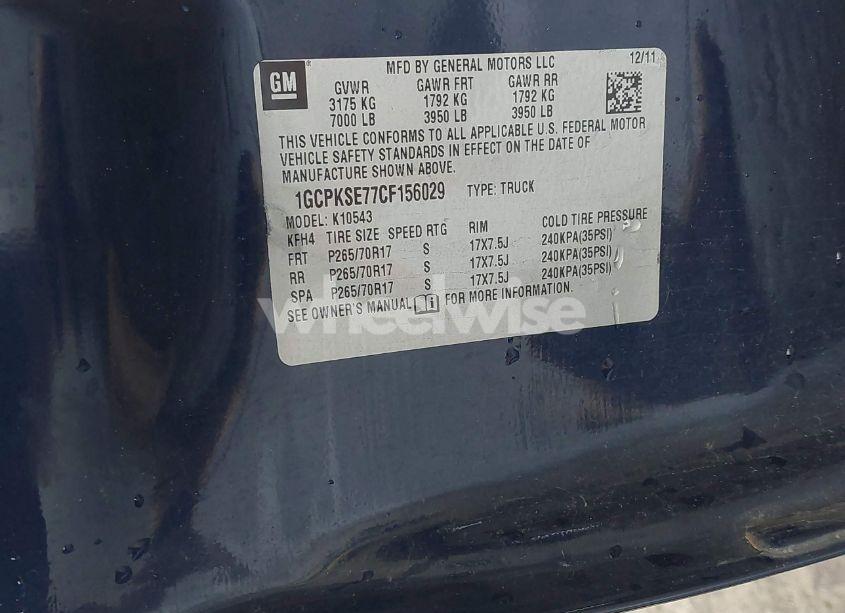 GM
MFD BY GENERAL MOTORS LLC 12/11
GVWR GAWR FRT GAWR RR
3175 KG 1792 KG 1792 KG
7000 LB 3950 LB 3950 LB
THIS VEHICLE CONFORMS TO ALL APPLICABLE U.S. FEDERAL MOTOR
VEHICLE SAFETY STANDARDS IN EFFECT ON THE DATE OF
MANUFACTURE SHOWN ABOVE.
1GCPKSE77CF156029 TYPE: TRUCK
MODEL: K10543
KFH4 TIRE SIZE SPEED RTG RIM COLD TIRE PRESSURE
FRT P265/70R17 S 17X7.5J 240KPA(35PSI)
RR P265/70R17 S 17X7.5J 240KPA(35PSI)
SPA P265/70R17 S 17X7.5J 240KPA(35PSI)
SEE OWNER'S MANUAL FOR MORE INFORMATION.
wheelwise